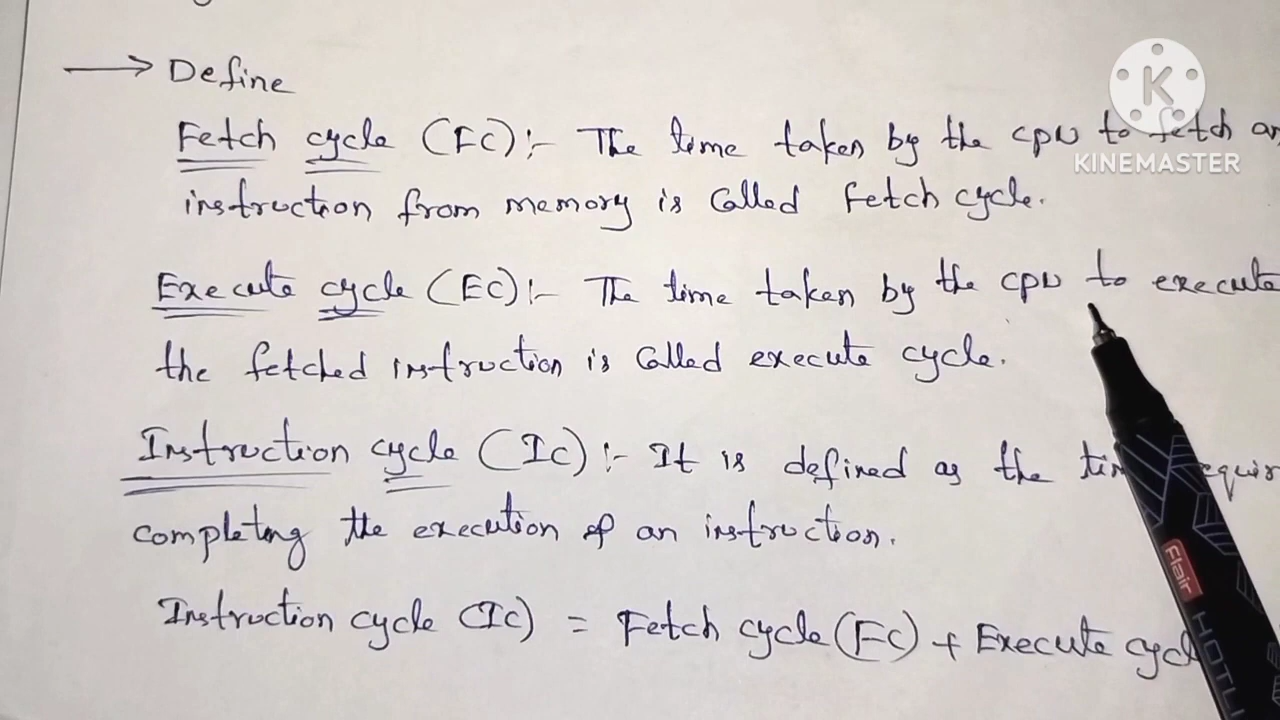 → Define
Fetch cycle (FC) :- The time taken by the CPU to fetch an
instruction from memory is called fetch cycle.
Execute cycle (EC) :- The time taken by the CPU to execute
the fetched instruction is called execute cycle.
Instruction cycle (IC) :- It is defined as the
completing the execution of an instruction.
Instruction cycle (IC) = Fetch cycle (FC) + Execute cycl
K
KINEMASTER
Flair
HOTL